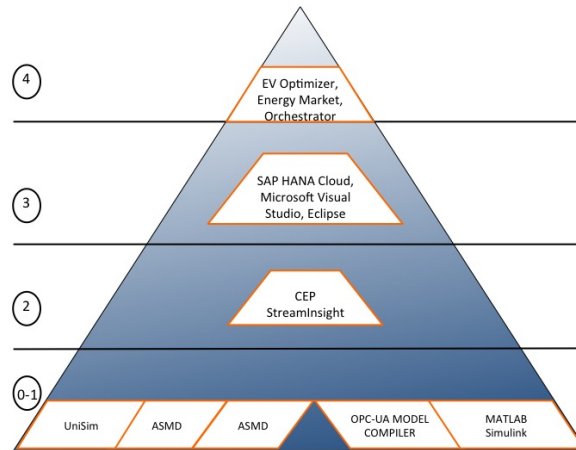 4
EV Optimizer,
Energy Market,
Orchestrator
3
SAP HANA Cloud,
Microsoft Visual
Studio, Eclipse
2
CEP
StreamInsight
0-1
UniSim
ASMD
ASMD
OPC-UA MODEL
COMPILER
MATLAB
Simulink